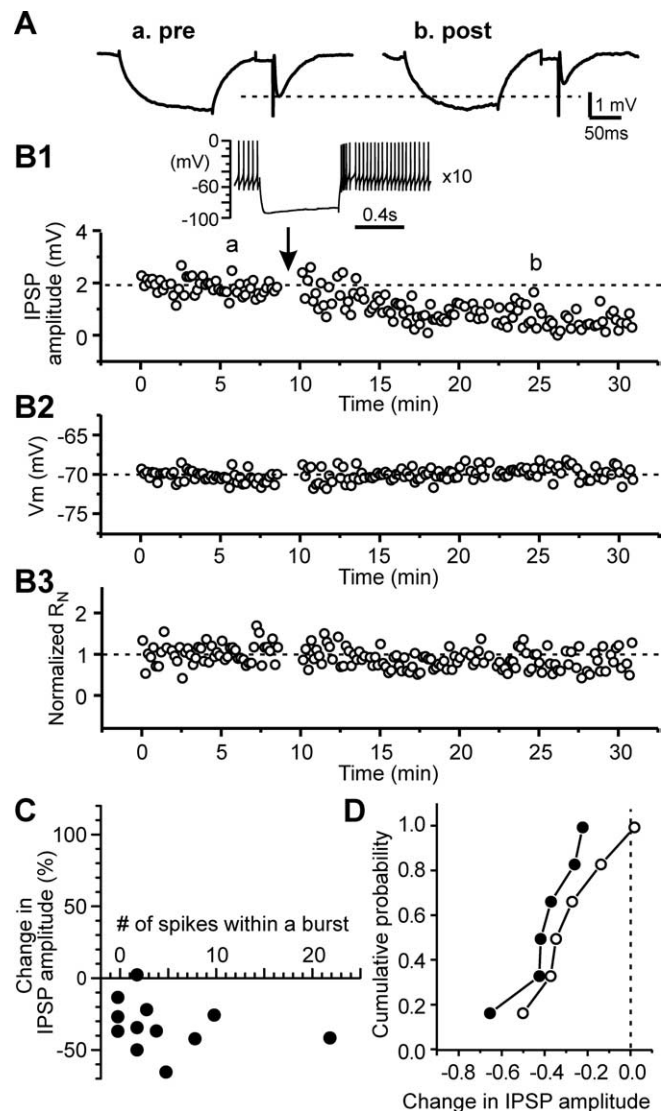 A
a. pre
b. post
1 mV
50ms
B1
0
(mV)
-60
-100
x10
0.4s
a
b
IPSP
amplitude (mV)
4
2
0
0 5 10 15 20 25 30
Time (min)
B2
Vm (mV)
-65
-70
-75
0 5 10 15 20 25 30
Time (min)
B3
Normalized RN
2
1
0
0 5 10 15 20 25 30
Time (min)
C
Change in
IPSP amplitude (%)
100
50
0
-50
# of spikes within a burst
0 10 20
D
Cumulative probability
1.0
0.8
0.6
0.4
0.2
0.0
-0.8 -0.6 -0.4 -0.2 0.0
Change in IPSP amplitude